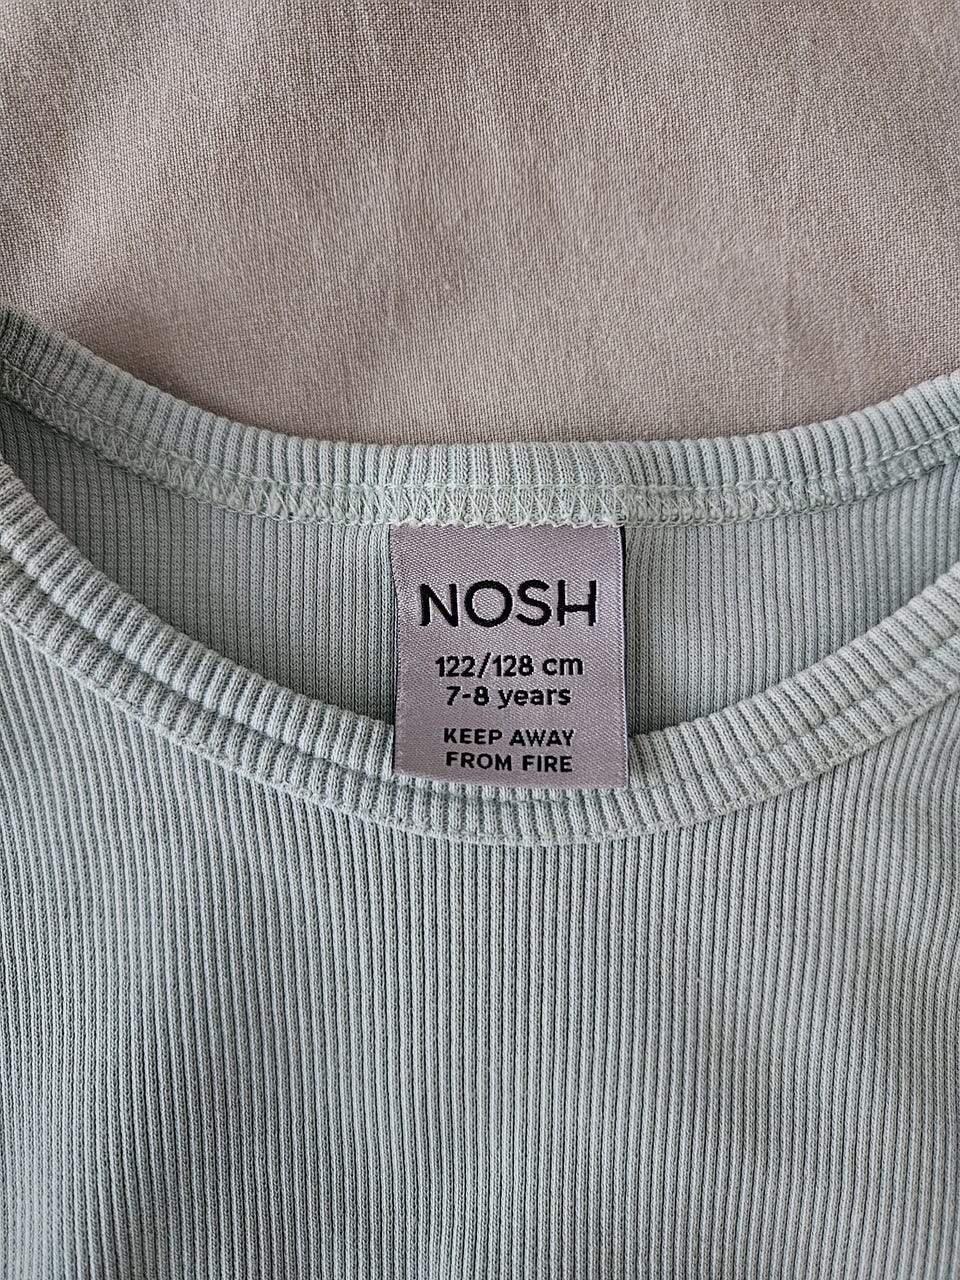 NOSH
122/128 cm
7-8 years
KEEP AWAY
FROM FIRE